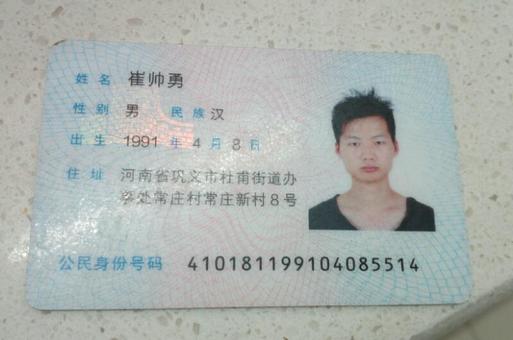 姓名 崔帅勇
性别 男 民族 汉
出生 1991 年 4 月 8 日
住址 河南省巩义市杜甫街道办
事处常庄村常庄新村8号
公民身份号码 410181199104085514